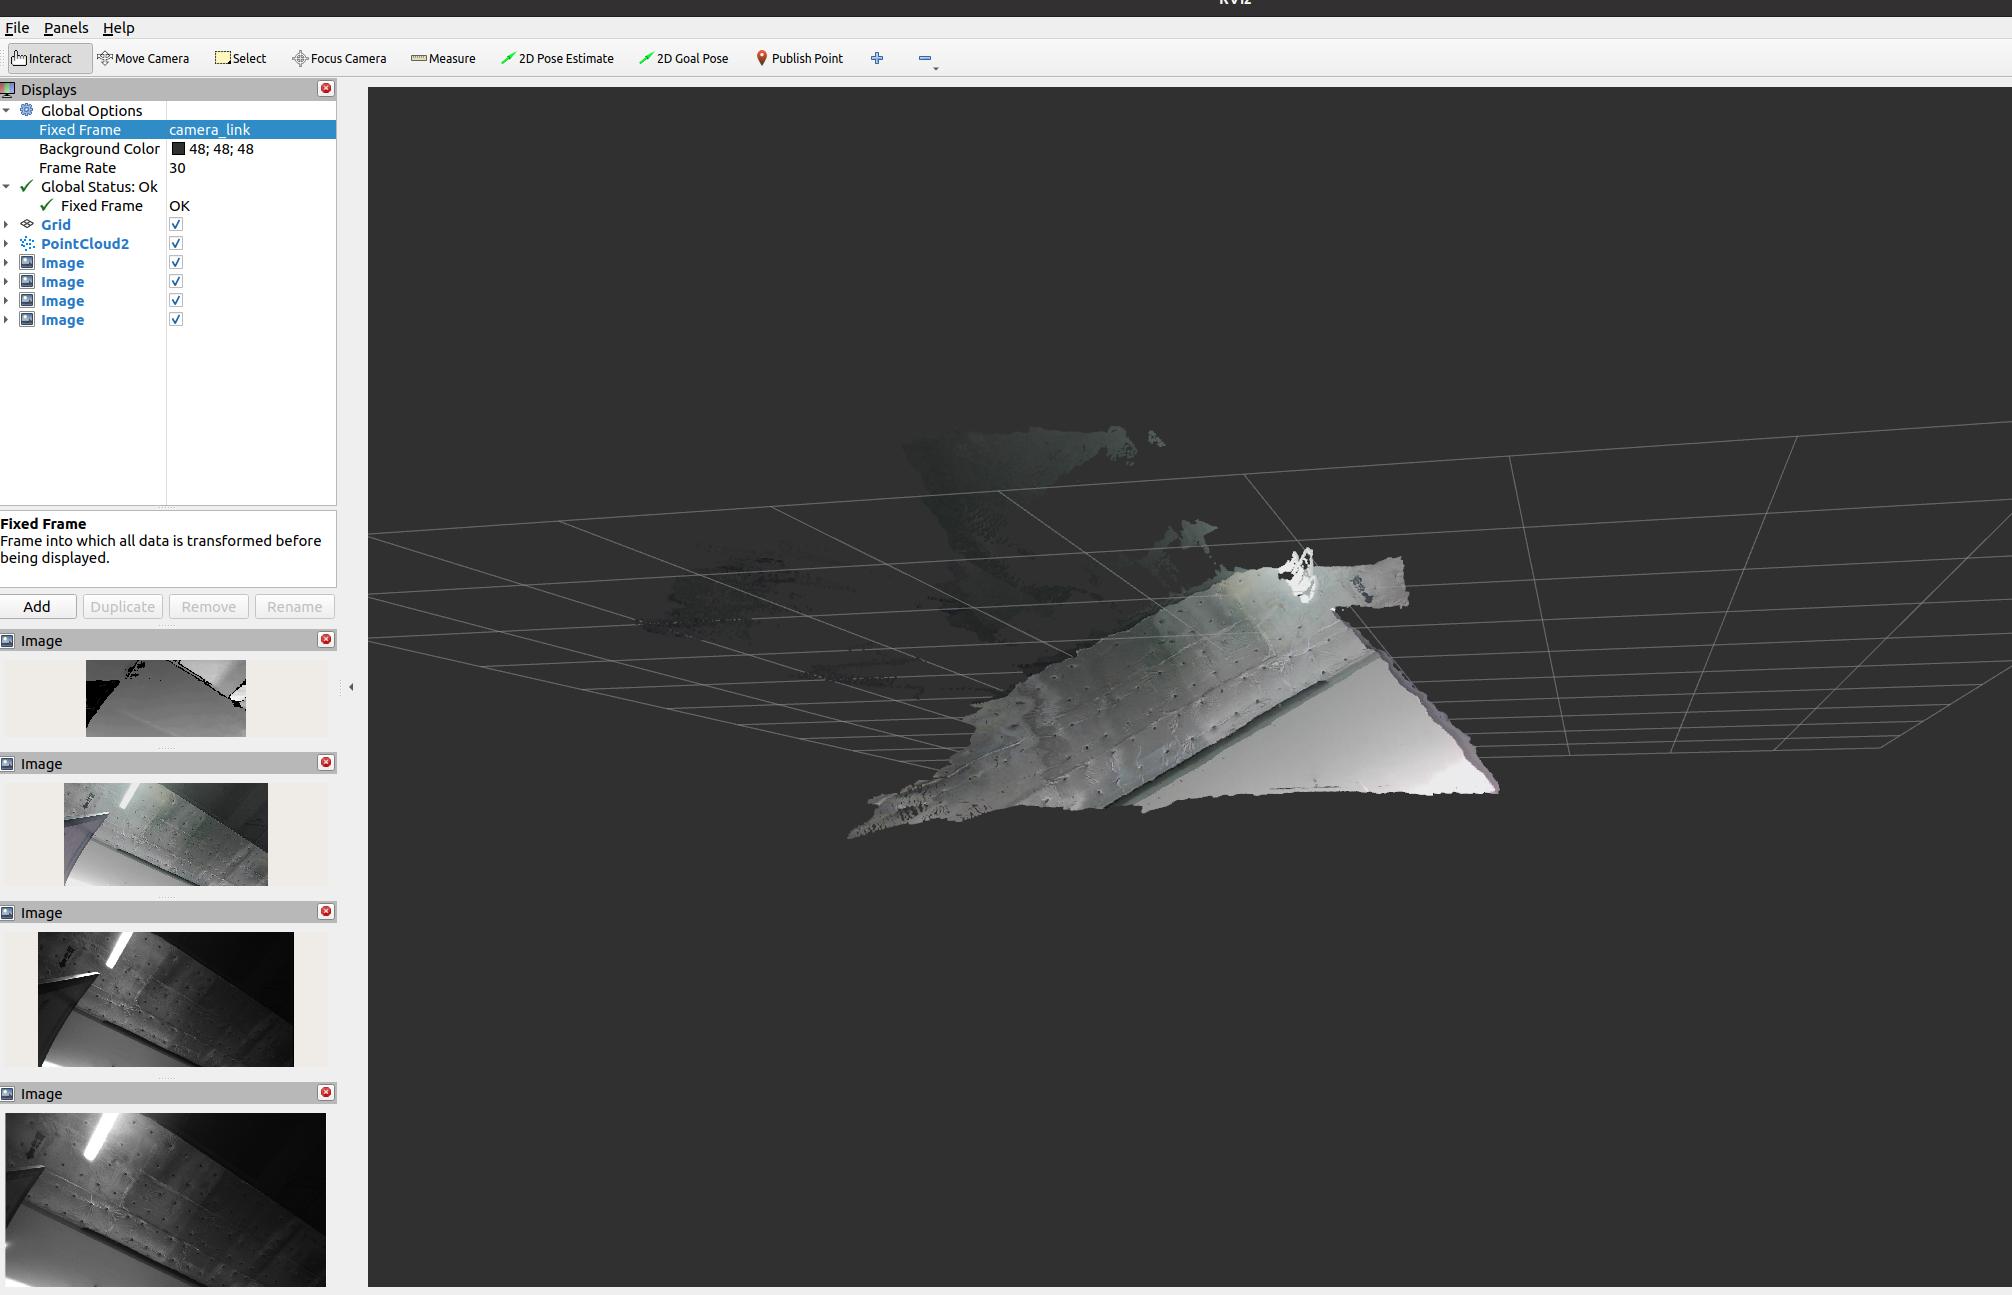 RViz
File Panels Help
Interact Move Camera Select Focus Camera Measure 2D Pose Estimate 2D Goal Pose Publish Point
Displays
Global Options
Fixed Frame camera_link
Background Color 48; 48; 48
Frame Rate 30
Global Status: Ok
Fixed Frame OK
Grid
PointCloud2
Image
Image
Image
Image
Fixed Frame
Frame into which all data is transformed before
being displayed.
Add Duplicate Remove Rename
Image
Image
Image
Image